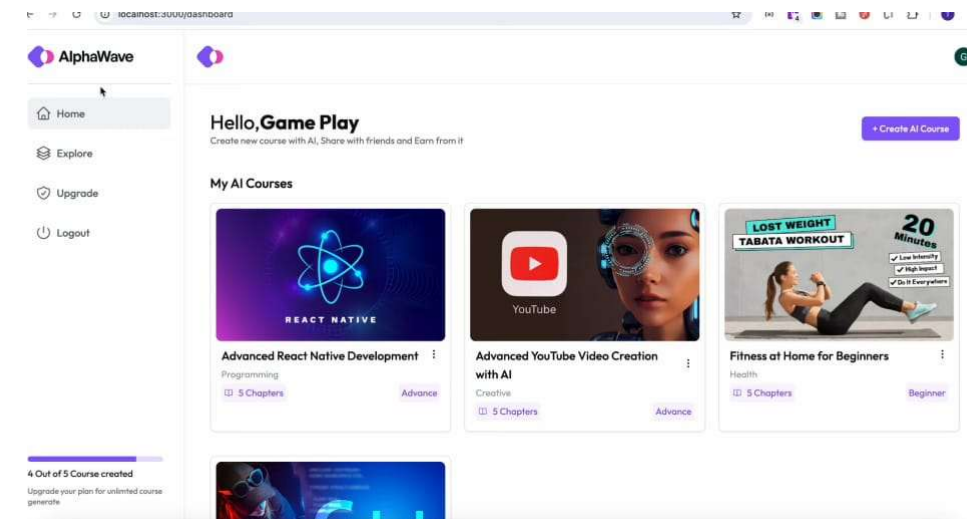 localhost:3000/dashboard
AlphaWave
Home
Explore
Upgrade
Logout
4 Out of 5 Course created
Upgrade your plan for unlimted course
generate
G
Hello,Game Play
Create new course with AI, Share with friends and Earn from it
+ Create AI Course
My AI Courses
REACT NATIVE
Advanced React Native Development
Programming
5 Chapters
Advance
YouTube
Advanced YouTube Video Creation
with AI
Creative
5 Chapters
Advance
LOST WEIGHT
TABATA WORKOUT
20
Minutes
Low Intensity
High Impact
Do It Everywhere
Fitness at Home for Beginners
Health
5 Chapters
Beginner